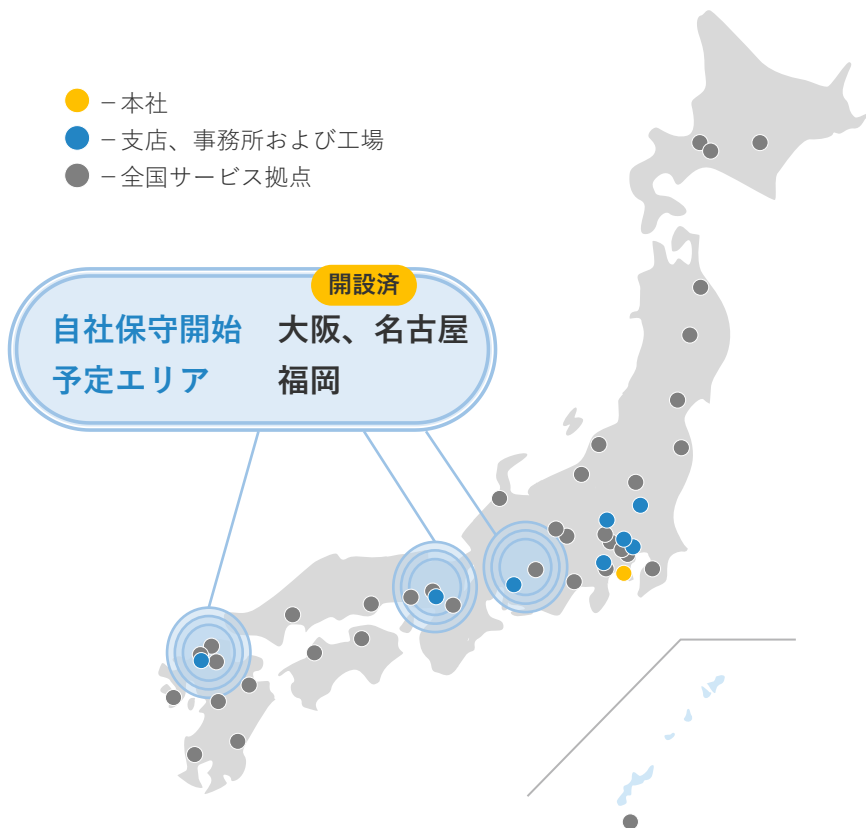 －本社
－支店、事務所および工場
－全国サービス拠点
開設済
自社保守開始 大阪、名古屋
予定エリア 福岡